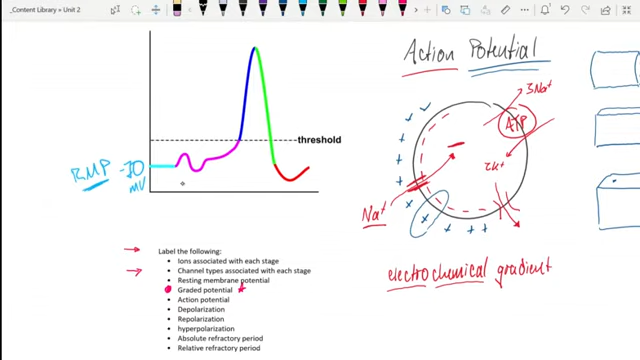 _Content Library » Unit 2
Action Potential
3Na+
ATP
2K+
threshold
RMP -70
mV
Na+
Label the following:
• Ions associated with each stage
• Channel types associated with each stage
• Resting membrane potential
• Graded potential
• Action potential
• Depolarization
• Repolarization
• hyperpolarization
• Absolute refractory period
• Relative refractory period
electrochemical gradient